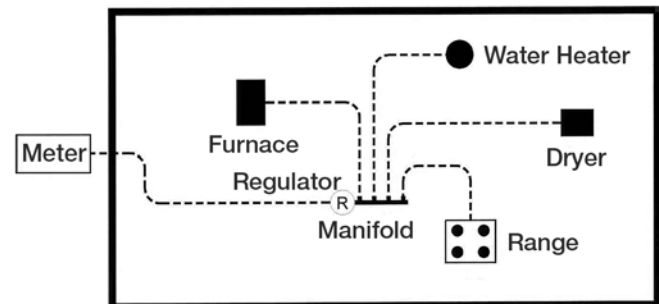 Water Heater
Furnace
Dryer
Meter
Regulator
R
Manifold
Range